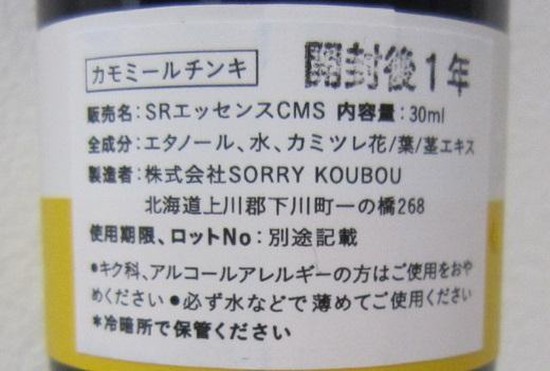 カモミールチンキ 開封後1年
販売名:SRエッセンスCMS 内容量:30ml
全成分:エタノール、水、カミツレ花/葉/茎エキス
製造者:株式会社SORRY KOUBOU
北海道上川郡下川町一の橋268
使用期限、ロットNo:別途記載
●キク科、アルコールアレルギーの方はご使用をおや
めください●必ず水などで薄めてご使用ください
*冷暗所で保管ください